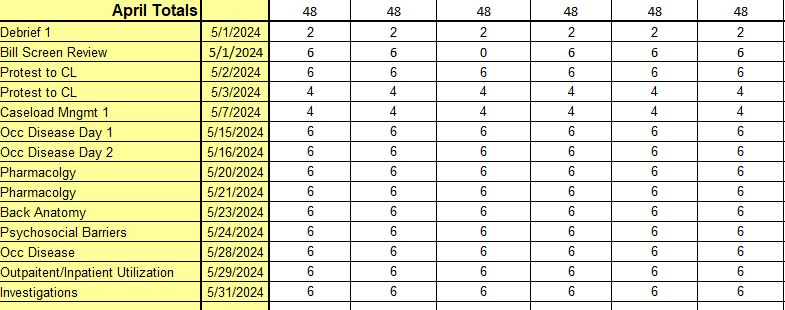 April Totals 48 48 48 48 48 48
Debrief 1 5/1/2024 2 2 2 2 2 2
Bill Screen Review 5/1/2024 6 6 0 6 6 6
Protest to CL 5/2/2024 6 6 6 6 6 6
Protest to CL 5/3/2024 4 4 4 4 4 4
Caseload Mngmt 1 5/7/2024 4 4 4 4 4 4
Occ Disease Day 1 5/15/2024 6 6 6 6 6 6
Occ Disease Day 2 5/16/2024 6 6 6 6 6 6
Pharmacolgy 5/20/2024 6 6 6 6 6 6
Pharmacolgy 5/21/2024 6 6 6 6 6 6
Back Anatomy 5/23/2024 6 6 6 6 6 6
Psychosocial Barriers 5/24/2024 6 6 6 6 6 6
Occ Disease 5/28/2024 6 6 6 6 6 6
Outpaitent/Inpatient Utilization 5/29/2024 6 6 6 6 6 6
Investigations 5/31/2024 6 6 6 6 6 6